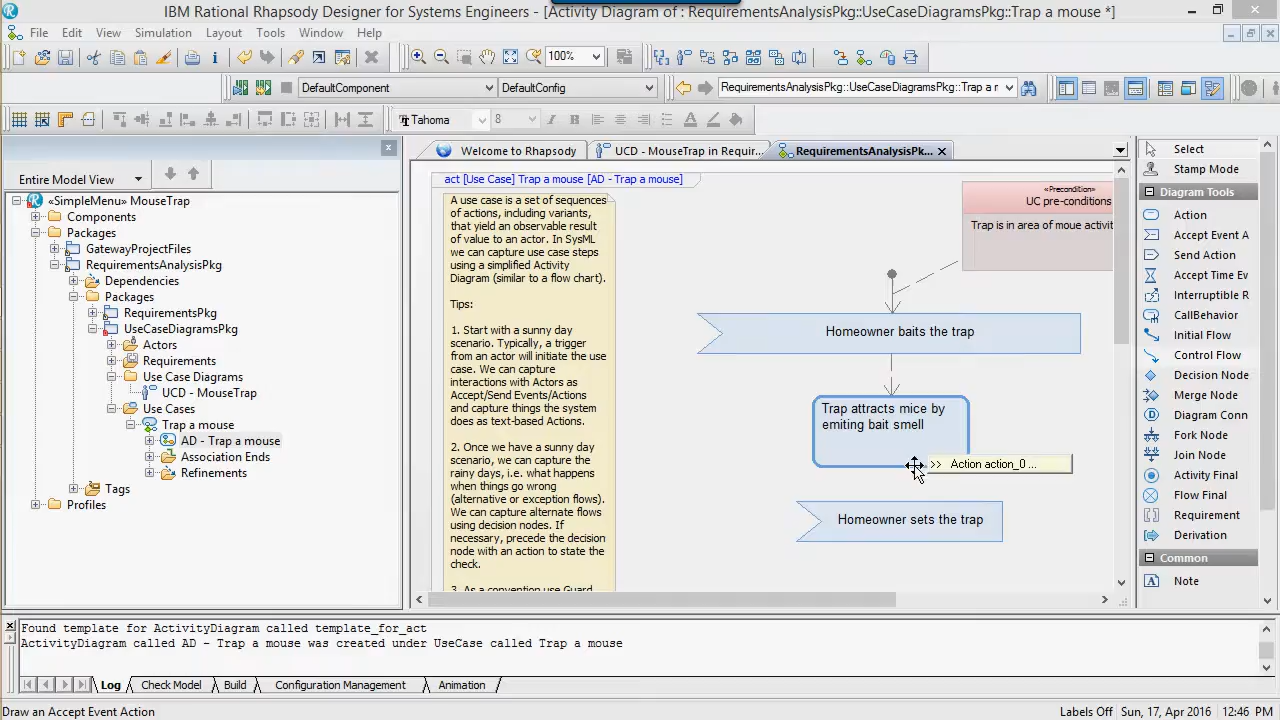 IBM Rational Rhapsody Designer for Systems Engineers - [Activity Diagram of : RequirementsAnalysisPkg::UseCaseDiagramsPkg::Trap a mouse *]
File Edit View Simulation Layout Tools Window Help
100%
DefaultComponent DefaultConfig RequirementsAnalysisPkg::UseCaseDiagramsPkg::Trap a r
Tahoma 8
Welcome to Rhapsody UCD - MouseTrap in Requir... RequirementsAnalysisPk...
Entire Model View
«SimpleMenu» MouseTrap
Components
Packages
GatewayProjectFiles
RequirementsAnalysisPkg
Dependencies
Packages
RequirementsPkg
UseCaseDiagramsPkg
Actors
Requirements
Use Case Diagrams
UCD - MouseTrap
Use Cases
Trap a mouse
AD - Trap a mouse
Association Ends
Refinements
Tags
Profiles
act [Use Case] Trap a mouse [AD - Trap a mouse]
A use case is a set of sequences
of actions, including variants,
that yield an observable result
of value to an actor. In SysML
we can capture use case steps
using a simplified Activity
Diagram (similar to a flow chart).
Tips:
1. Start with a sunny day
scenario. Typically, a trigger
from an actor will initiate the use
case. We can capture
interactions with Actors as
Accept/Send Events/Actions
and capture things the system
does as text-based Actions.
2. Once we have a sunny day
scenario, we can capture the
rainy days, i.e. what happens
when things go wrong
(alternative or exception flows).
We can capture alternate flows
using decision nodes. If
necessary, precede the decision
node with an action to state the
check.
3. As a convention use Guard
«Precondition»
UC pre-conditions
Trap is in area of moue activit
Homeowner baits the trap
Trap attracts mice by
emiting bait smell
>> Action action_0 ...
Homeowner sets the trap
Select
Stamp Mode
Diagram Tools
Action
Accept Event A
Send Action
Accept Time Ev
Interruptible R
CallBehavior
Initial Flow
Control Flow
Decision Node
Merge Node
Diagram Conn
Fork Node
Join Node
Activity Final
Flow Final
Requirement
Derivation
Common
Note
Found template for ActivityDiagram called template_for_act
ActivityDiagram called AD - Trap a mouse was created under UseCase called Trap a mouse
Log Check Model Build Configuration Management Animation
Draw an Accept Event Action Labels Off Sun, 17, Apr 2016 12:46 PM